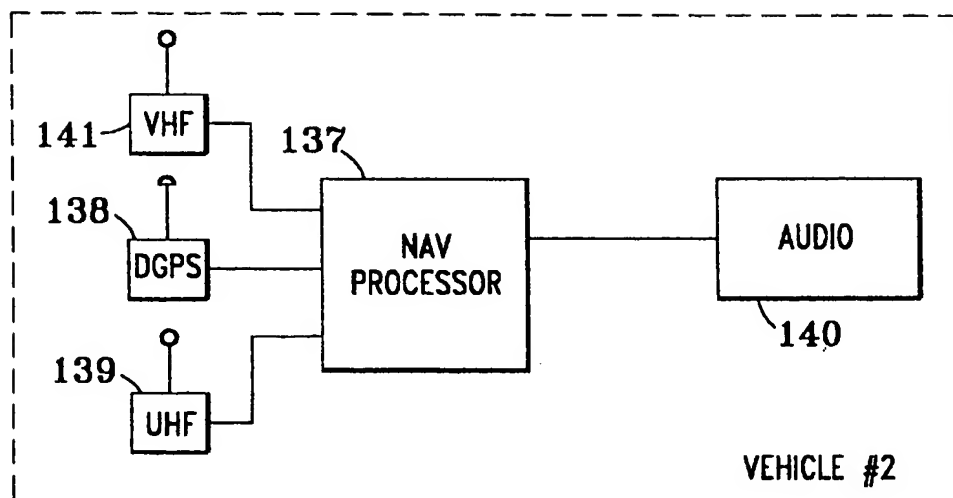 VHF
141
137
138
DGPS
NAV
PROCESSOR
AUDIO
140
139
UHF
VEHICLE #2